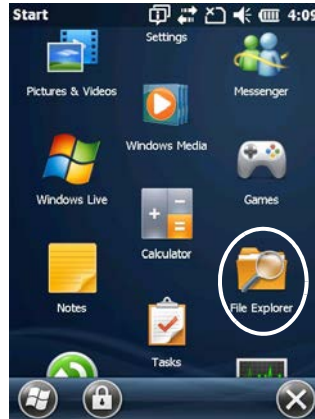 Start 4:09
Settings
Pictures & Videos
Messenger
Windows Media
Windows Live
Games
Calculator
Notes
File Explorer
Tasks